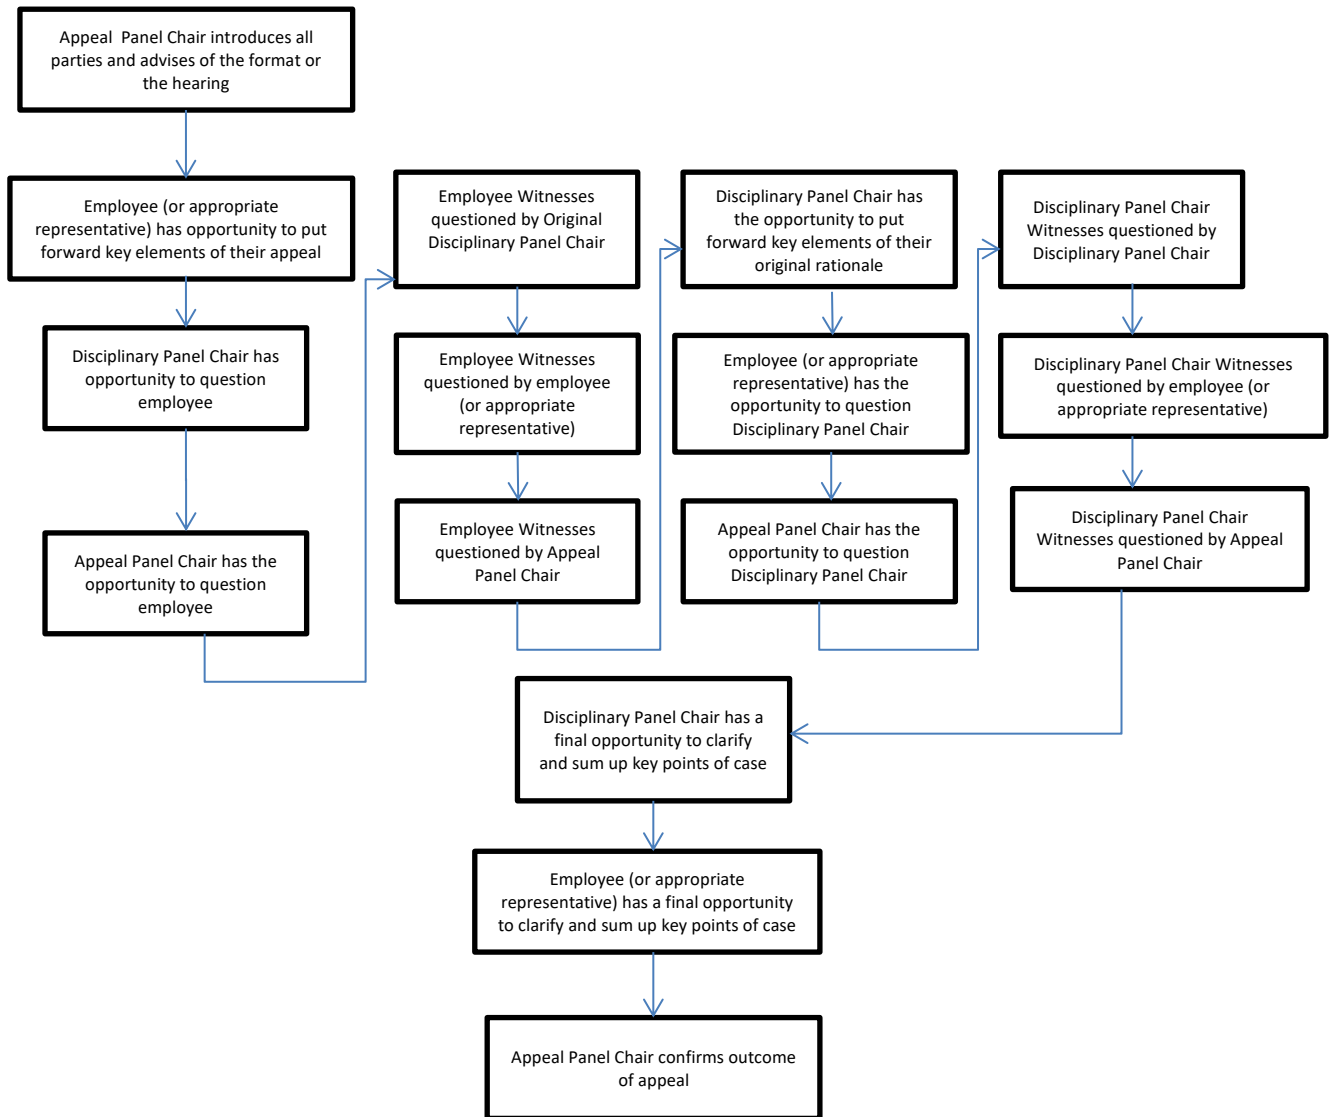 Appeal  Panel Chair introduces all
parties and advises of the format or
the hearing
Employee (or appropriate
representative) has opportunity to put
forward key elements of their appeal
Disciplinary Panel Chair has
opportunity to question
employee
Appeal Panel Chair has the
opportunity to question
employee
Employee Witnesses
questioned by Original
Disciplinary Panel Chair
Employee Witnesses
questioned by employee
(or appropriate
representative)
Employee Witnesses
questioned by Appeal
Panel Chair
Disciplinary Panel Chair has
the opportunity to put
forward key elements of their
original rationale
Employee (or appropriate
representative) has the
opportunity to question
Disciplinary Panel Chair
Appeal Panel Chair has the
opportunity to question
Disciplinary Panel Chair
Disciplinary Panel Chair
Witnesses questioned by
Disciplinary Panel Chair
Disciplinary Panel Chair Witnesses
questioned by employee (or
appropriate representative)
Disciplinary Panel Chair
Witnesses questioned by Appeal
Panel Chair
Disciplinary Panel Chair has a
final opportunity to clarify
and sum up key points of case
Employee (or appropriate
representative) has a final opportunity
to clarify and sum up key points of case
Appeal Panel Chair confirms outcome
of appeal